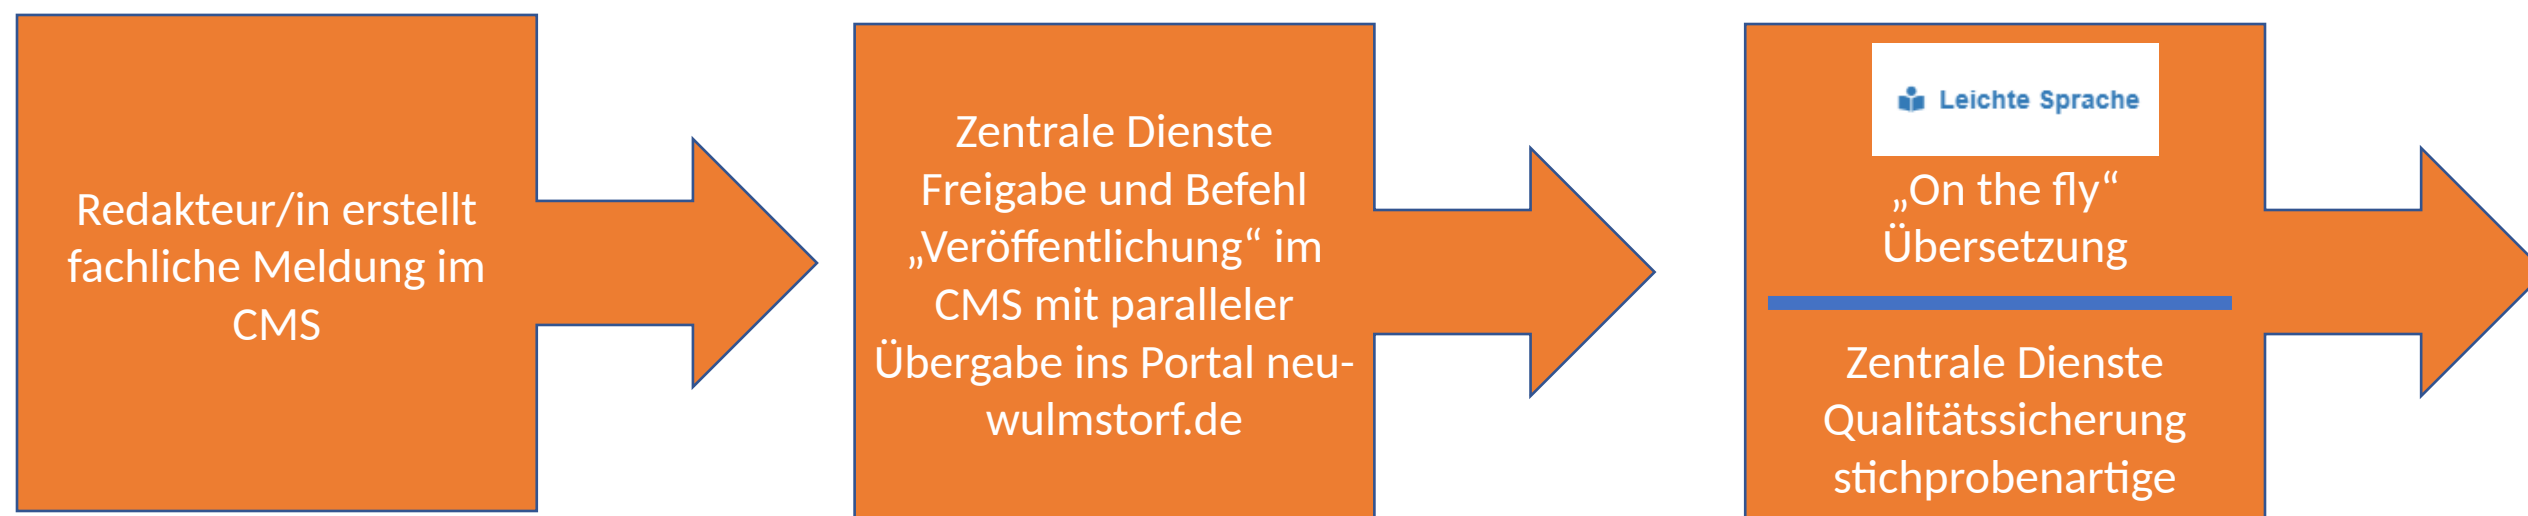 Redakteur/in erstellt
fachliche Meldung im
CMS
Zentrale Dienste
Freigabe und Befehl
„Veröffentlichung“ im
CMS mit paralleler
Übergabe ins Portal neu-
wulmstorf.de
Leichte Sprache
„On the fly“
Übersetzung
Zentrale Dienste
Qualitätssicherung
stichprobenartige